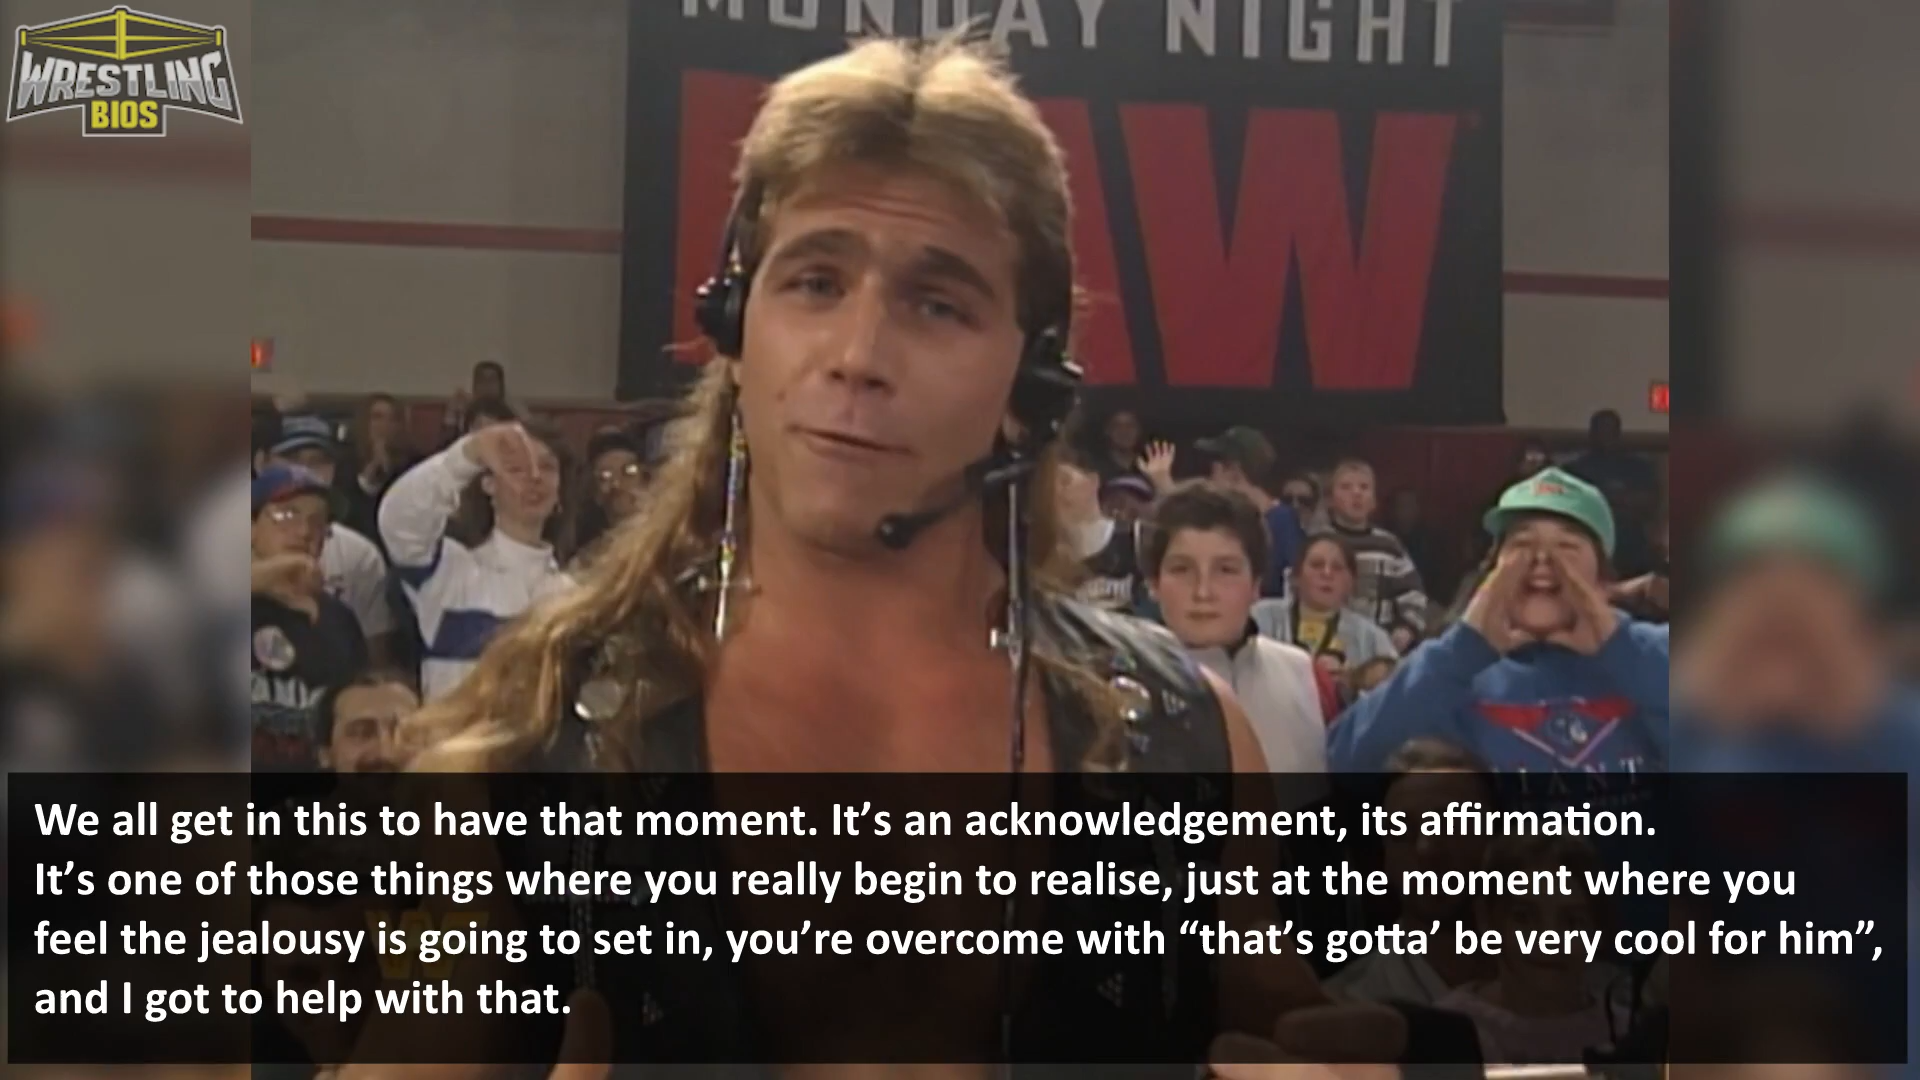 WRESTLING
BIOS
MONDAY NIGHT
RAW
We all get in this to have that moment. It’s an acknowledgement, its affirmation.
It’s one of those things where you really begin to realise, just at the moment where you
feel the jealousy is going to set in, you’re overcome with “that’s gotta’ be very cool for him”,
and I got to help with that.